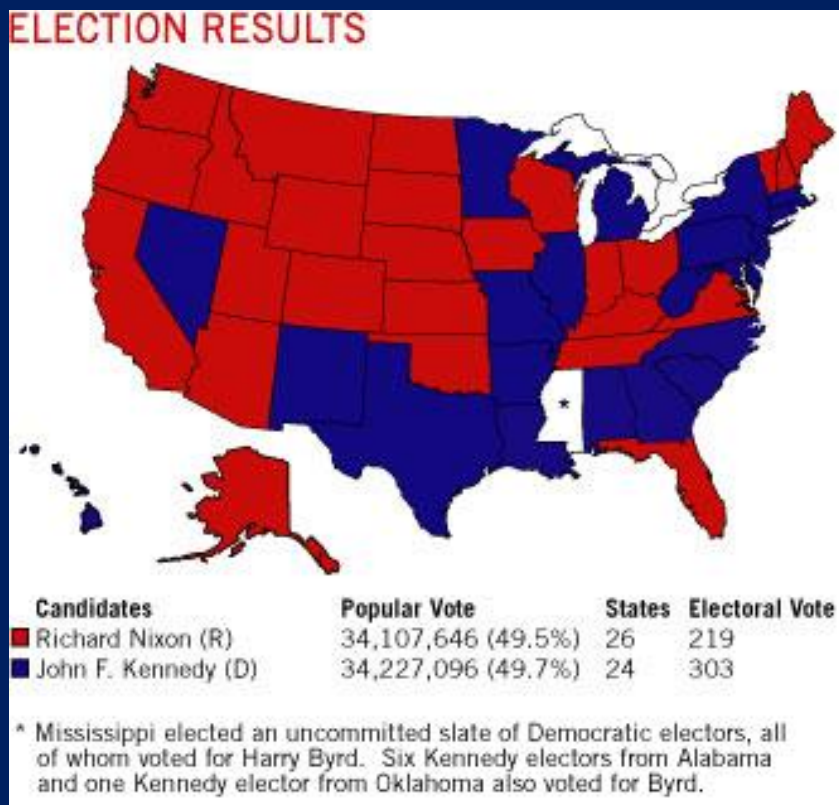 ELECTION RESULTS
*
Candidates Popular Vote States Electoral Vote
Richard Nixon (R) 34,107,646 (49.5%) 26 219
John F. Kennedy (D) 34,227,096 (49.7%) 24 303
* Mississippi elected an uncommitted slate of Democratic electors, all
of whom voted for Harry Byrd. Six Kennedy electors from Alabama
and one Kennedy elector from Oklahoma also voted for Byrd.